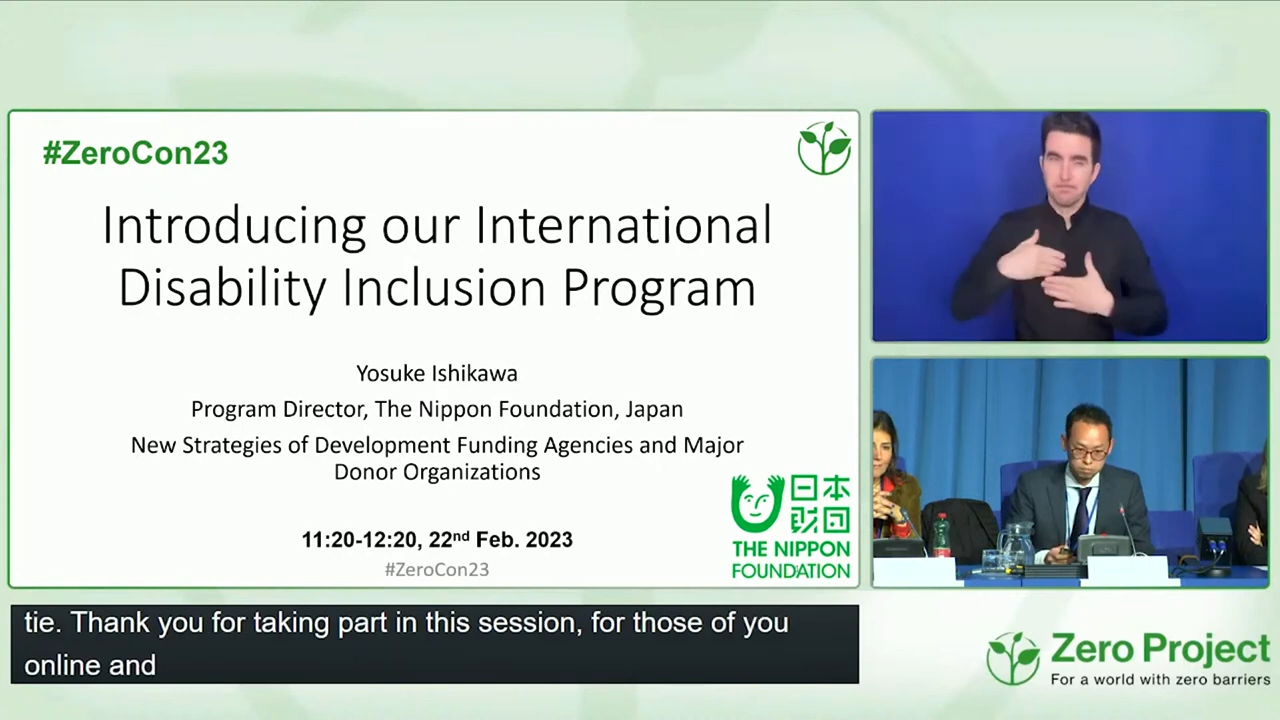 #ZeroCon23
Introducing our International
Disability Inclusion Program
Yosuke Ishikawa
Program Director, The Nippon Foundation, Japan
New Strategies of Development Funding Agencies and Major
Donor Organizations
11:20-12:20, 22nd Feb. 2023
#ZeroCon23
日本
財団
THE NIPPON
FOUNDATION
tie. Thank you for taking part in this session, for those of you
online and
Zero Project
For a world with zero barriers